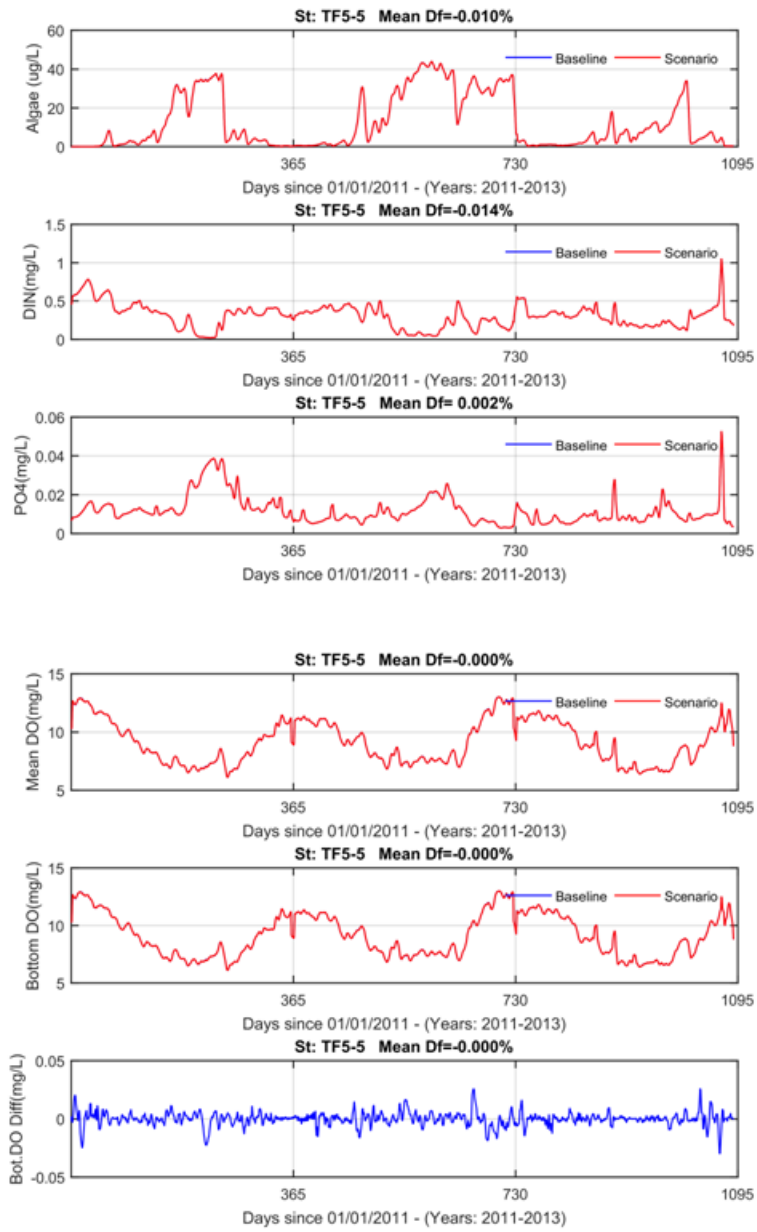 St: TF5-5 Mean Df=-0.010%
60
40
20
0
Algae (ug/L)
Baseline
Scenario
365
730
1095
Days since 01/01/2011 - (Years: 2011-2013)
St: TF5-5 Mean Df=-0.014%
1.5
1
0.5
0
DIN(mg/L)
Baseline
Scenario
365
730
1095
Days since 01/01/2011 - (Years: 2011-2013)
St: TF5-5 Mean Df= 0.002%
0.06
0.04
0.02
0
PO4(mg/L)
Baseline
Scenario
365
730
1095
Days since 01/01/2011 - (Years: 2011-2013)
St: TF5-5 Mean Df=-0.000%
15
10
5
Mean DO(mg/L)
Baseline
Scenario
365
730
1095
Days since 01/01/2011 - (Years: 2011-2013)
St: TF5-5 Mean Df=-0.000%
15
10
5
Bottom DO(mg/L)
Baseline
Scenario
365
730
1095
Days since 01/01/2011 - (Years: 2011-2013)
St: TF5-5 Mean Df=-0.000%
0.05
0
-0.05
Bot.DO Diff(mg/L)
365
730
1095
Days since 01/01/2011 - (Years: 2011-2013)